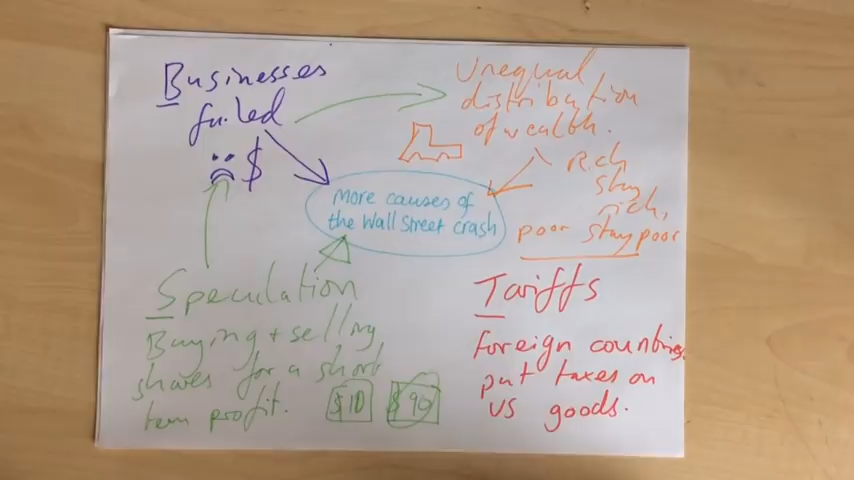 Businesses
failed
$
Unequal
distribution
of wealth.
Rich
stay
rich,
poor stay poor
More causes of
the Wall Street crash
Speculation
Buying + selling
shares for a short
term profit.
$10
$90
Tariffs
foreign countries
put taxes on
US goods.